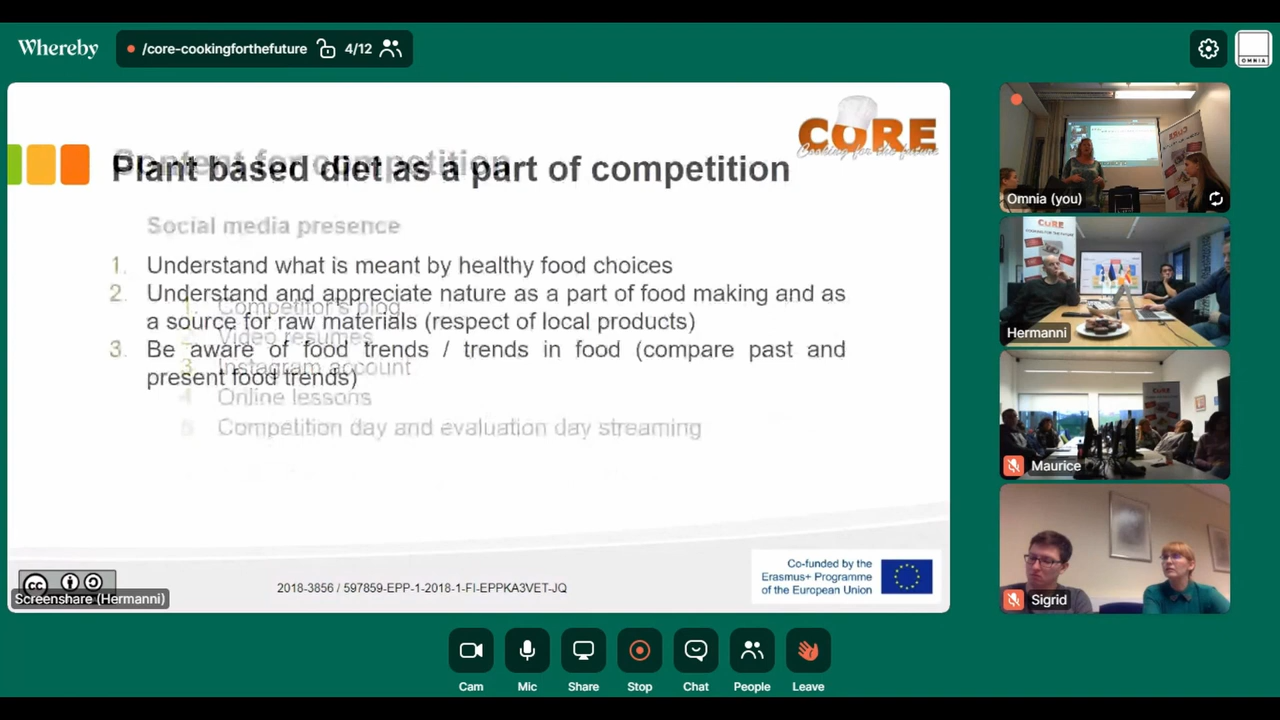 Whereby
/core-cookingforthefuture
4/12
OMNIA
CORE
Cooking for the future
Content for competition
Plant based diet as a part of competition
Social media presence
1. Understand what is meant by healthy food choices
2. Understand and appreciate nature as a part of food making and as
a source for raw materials (respect of local products)
3. Be aware of food trends / trends in food (compare past and
present food trends)
1. Competitor's blog
2. Video resumes
3. Instagram account
4. Online lessons
5. Competition day and evaluation day streaming
cc
Screenshare (Hermanni)
2018-3856 / 597859-EPP-1-2018-1-FI-EPPKA3VET-JQ
Co-funded by the
Erasmus+ Programme
of the European Union
CORE
Omnia (you)
CORE
Hermanni
CORE
Maurice
Sigrid
Cam
Mic
Share
Stop
Chat
People
Leave